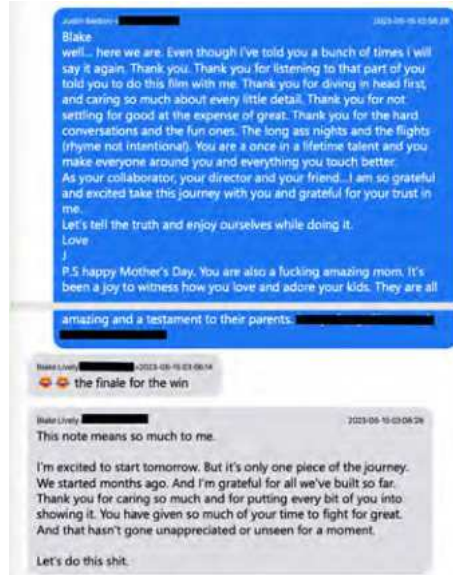 Justin Baldoni
Blake
well... here we are. Even though I've told you a bunch of times I will
say it again. Thank you. Thank you for listening to that part of you
told you to do this film with me. Thank you for diving in head first,
and caring so much about every little detail. Thank you for not
settling for good at the expense of great. Thank you for the hard
conversations and the fun ones. The long ass nights and the flights
(rhyme not intentional). You are a once in a lifetime talent and you
make everyone around you and everything you touch better.
As your collaborator, your director and your friend...I am so grateful
and excited take this journey with you and grateful for your trust in
me.
Let's tell the truth and enjoy ourselves while doing it.
Love
J
P.S happy Mother's Day. You are also a fucking amazing mom. It's
been a joy to witness how you love and adore your kids. They are all
amazing and a testament to their parents.
Blake Lively
😂 😂 the finale for the win
Blake Lively
This note means so much to me.
I'm excited to start tomorrow. But it's only one piece of the journey.
We started months ago. And I'm grateful for all we've built so far.
Thank you for caring so much and for putting every bit of you into
showing it. You have given so much of your time to fight for great.
And that hasn't gone unappreciated or unseen for a moment.
Let's do this shit.